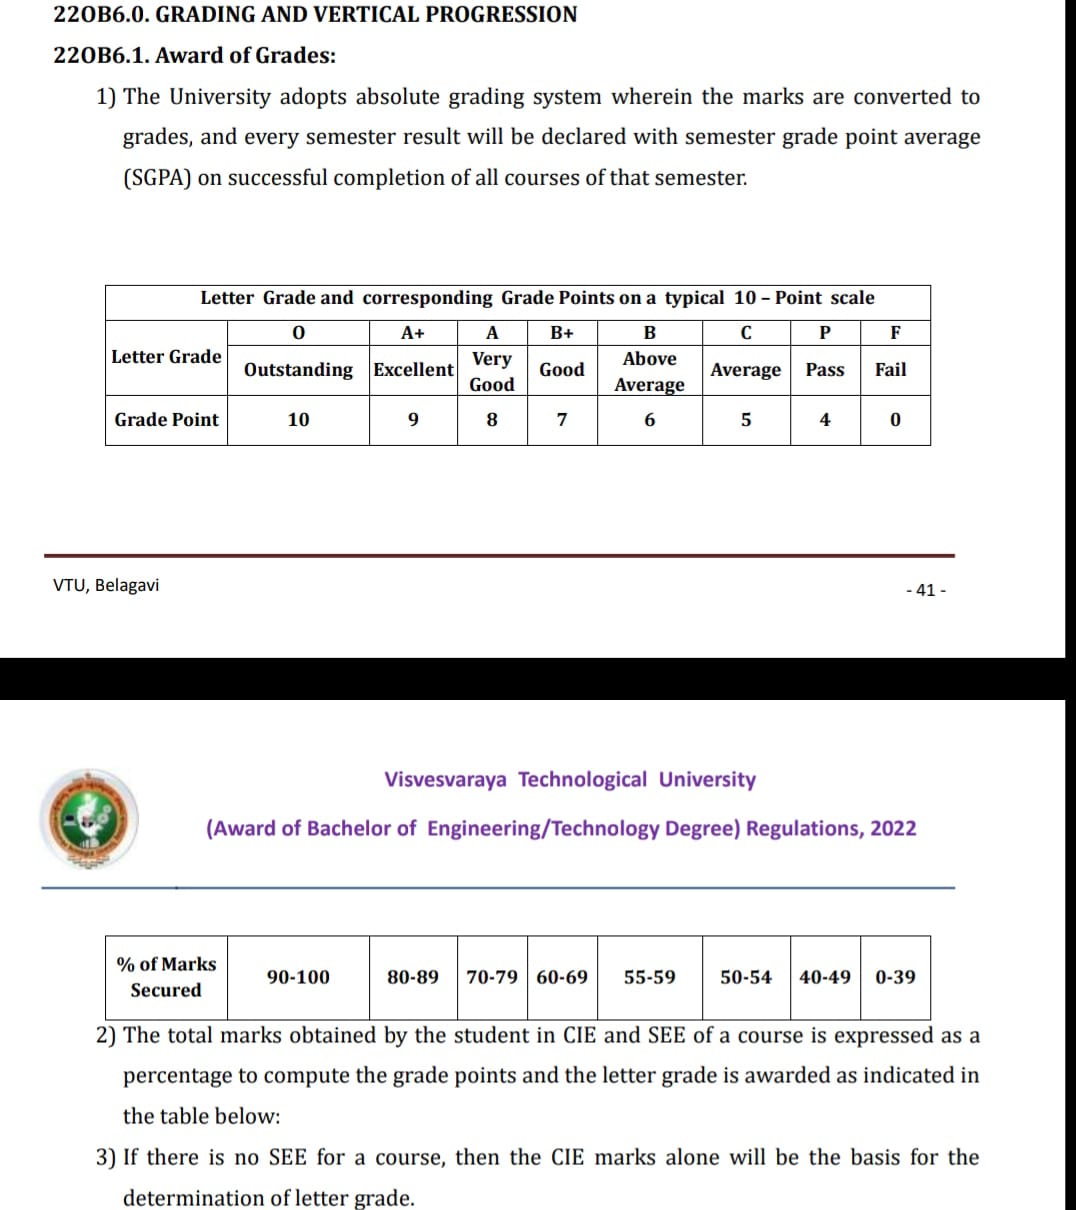 22OB6.0. GRADING AND VERTICAL PROGRESSION
22OB6.1. Award of Grades:
1) The University adopts absolute grading system wherein the marks are converted to
grades, and every semester result will be declared with semester grade point average
(SGPA) on successful completion of all courses of that semester.
Letter Grade and corresponding Grade Points on a typical 10 – Point scale
Letter Grade O A+ A B+ B C P F
Outstanding Excellent Very Good Good Above Average Average Pass Fail
Grade Point 10 9 8 7 6 5 4 0
VTU, Belagavi - 41 -
Visvesvaraya Technological University
(Award of Bachelor of Engineering/Technology Degree) Regulations, 2022
% of Marks Secured 90-100 80-89 70-79 60-69 55-59 50-54 40-49 0-39
2) The total marks obtained by the student in CIE and SEE of a course is expressed as a
percentage to compute the grade points and the letter grade is awarded as indicated in
the table below:
3) If there is no SEE for a course, then the CIE marks alone will be the basis for the
determination of letter grade.